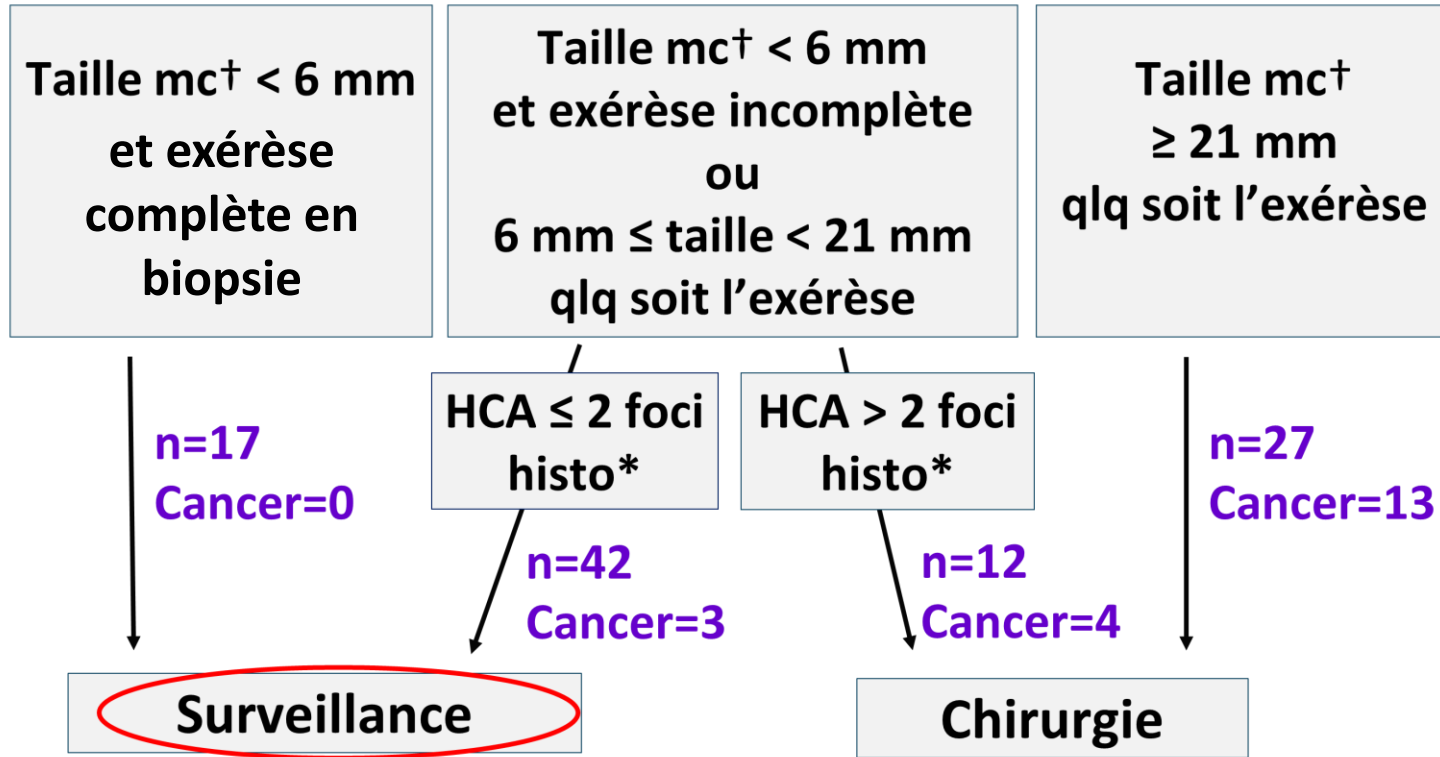 Taille mc† < 6 mm
et exérèse
complète en
biopsie
Taille mc† < 6 mm
et exérèse incomplète
ou
6 mm ≤ taille < 21 mm
qlq soit l’exérèse
Taille mc†
≥ 21 mm
qlq soit l’exérèse
HCA ≤ 2 foci
histo*
HCA > 2 foci
histo*
n=17
Cancer=0
n=42
Cancer=3
n=12
Cancer=4
n=27
Cancer=13
Surveillance
Chirurgie